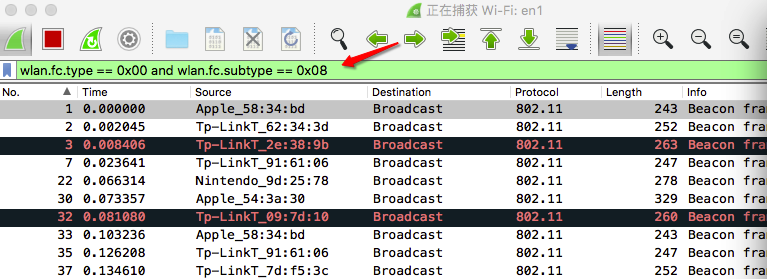 正在捕获 Wi-Fi: en1
wlan.fc.type == 0x00 and wlan.fc.subtype == 0x08
No. Time Source Destination Protocol Length Info
1 0.000000 Apple_58:34:bd Broadcast 802.11 243 Beacon fra
2 0.002045 Tp-LinkT_62:34:3d Broadcast 802.11 252 Beacon fra
3 0.008406 Tp-LinkT_2e:38:9b Broadcast 802.11 263 Beacon fra
7 0.023641 Tp-LinkT_91:61:06 Broadcast 802.11 247 Beacon fra
22 0.066314 Nintendo_9d:25:78 Broadcast 802.11 278 Beacon fra
30 0.073357 Apple_54:3a:30 Broadcast 802.11 329 Beacon fra
32 0.081080 Tp-LinkT_09:7d:10 Broadcast 802.11 260 Beacon fra
33 0.103236 Apple_58:34:bd Broadcast 802.11 243 Beacon fra
35 0.126208 Tp-LinkT_91:61:06 Broadcast 802.11 247 Beacon fra
37 0.134610 Tp-LinkT_7d:f5:3c Broadcast 802.11 252 Beacon fra